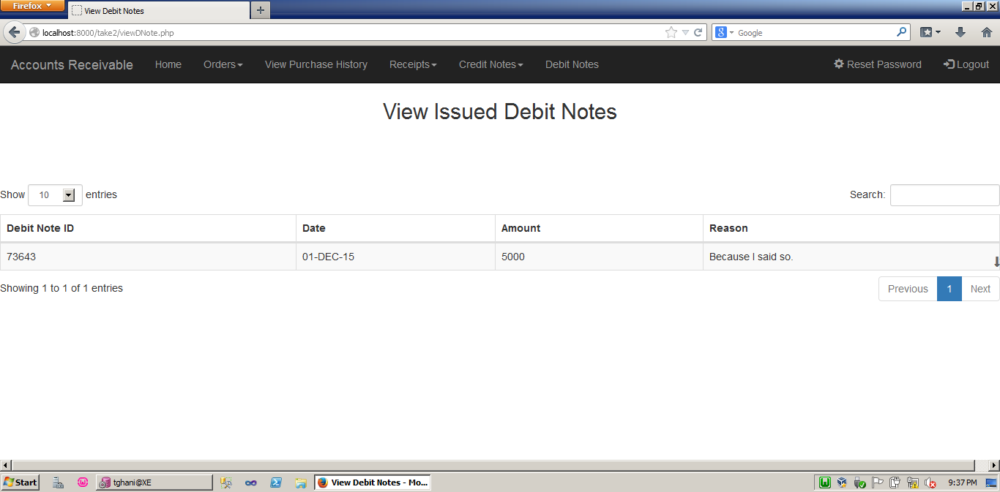 Firefox
View Debit Notes
localhost:8000/take2/viewDNote.php
8 Google
Accounts Receivable Home Orders View Purchase History Receipts Credit Notes Debit Notes Reset Password Logout
View Issued Debit Notes
Show 10 entries Search:
Debit Note ID Date Amount Reason
73643 01-DEC-15 5000 Because I said so.
Showing 1 to 1 of 1 entries Previous 1 Next
Start tghani@XE View Debit Notes - Mo... 9:37 PM